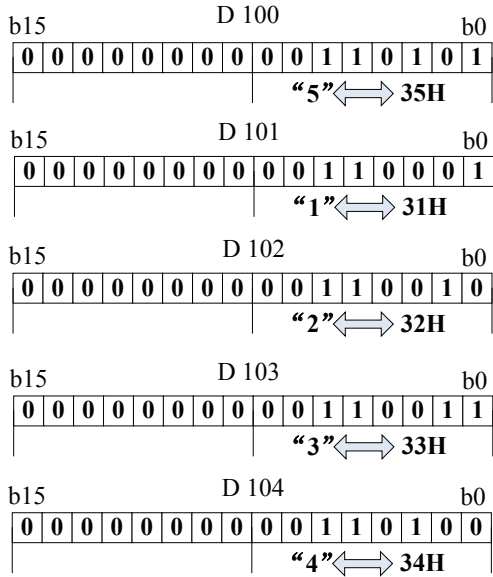 D 100
b15 b0
0 0 0 0 0 0 0 0 0 0 1 1 0 1 0 1
“5” 35H
D 101
b15 b0
0 0 0 0 0 0 0 0 0 0 1 1 0 0 0 1
“1” 31H
D 102
b15 b0
0 0 0 0 0 0 0 0 0 0 1 1 0 0 1 0
“2” 32H
D 103
b15 b0
0 0 0 0 0 0 0 0 0 0 1 1 0 0 1 1
“3” 33H
D 104
b15 b0
0 0 0 0 0 0 0 0 0 0 1 1 0 1 0 0
“4” 34H